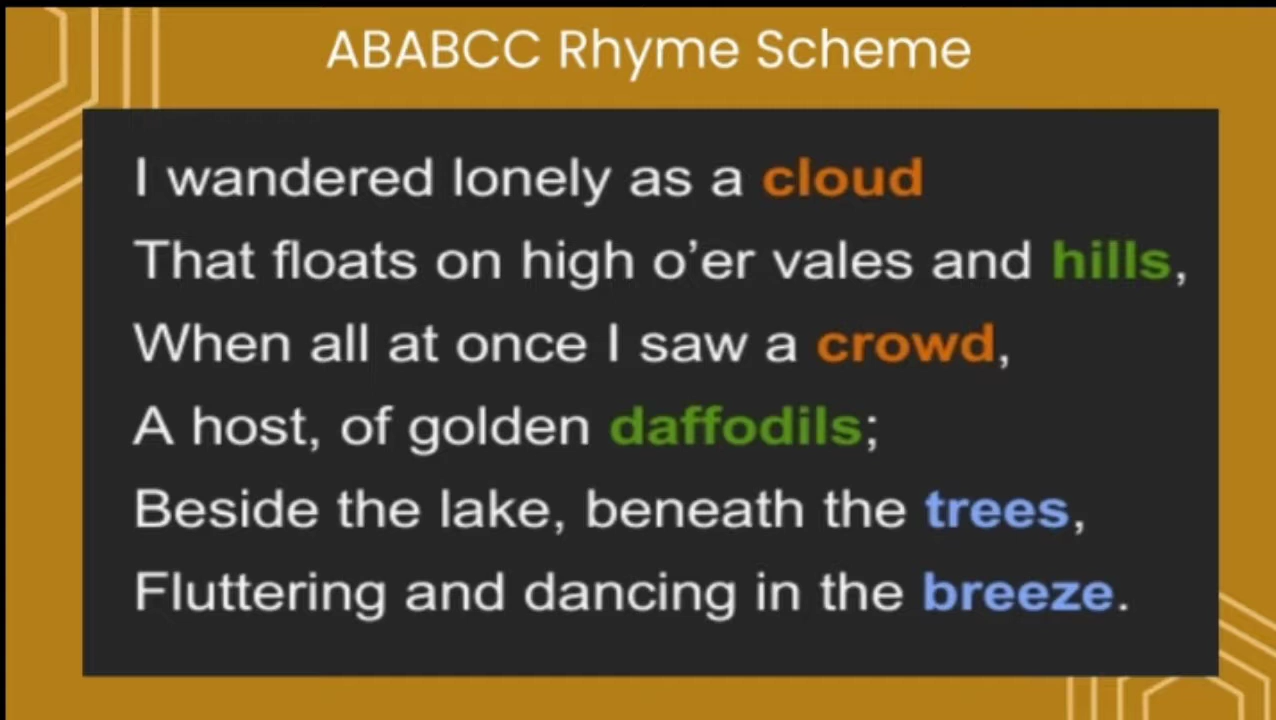 ABABCC Rhyme Scheme
I wandered lonely as a cloud
That floats on high o’er vales and hills,
When all at once I saw a crowd,
A host, of golden daffodils;
Beside the lake, beneath the trees,
Fluttering and dancing in the breeze.